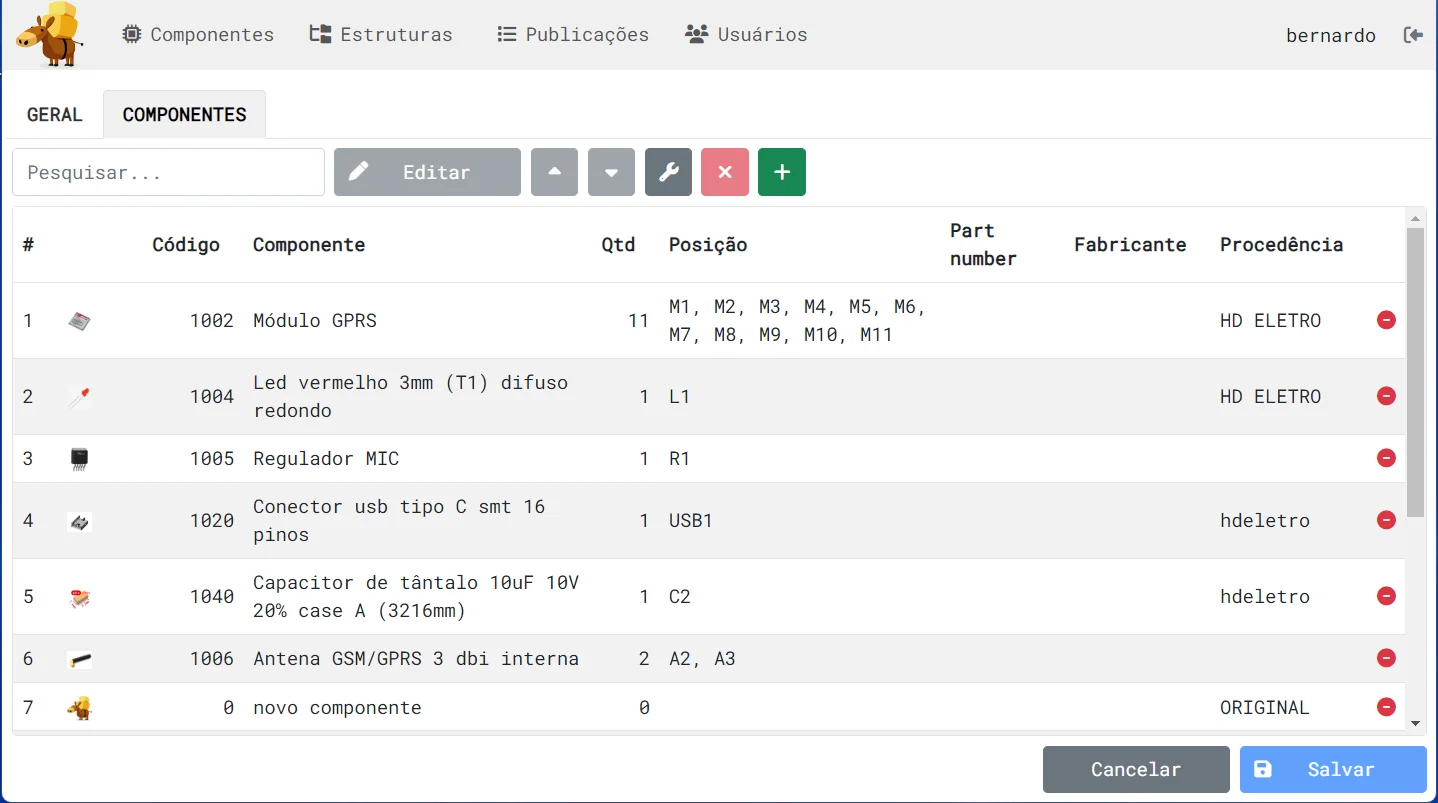 Componentes Estruturas Publicações Usuários bernardo
GERAL COMPONENTES
Pesquisar... Editar
# Código Componente Qtd Posição Part number Fabricante Procedência
1 1002 Módulo GPRS 11 M1, M2, M3, M4, M5, M6, HD ELETRO
M7, M8, M9, M10, M11
2 1004 Led vermelho 3mm (T1) difuso 1 L1 HD ELETRO
redondo
3 1005 Regulador MIC 1 R1
4 1020 Conector usb tipo C smt 16 1 USB1 hdeletro
pinos
5 1040 Capacitor de tântalo 10uF 10V 1 C2 hdeletro
20% case A (3216mm)
6 1006 Antena GSM/GPRS 3 dbi interna 2 A2, A3
7 0 novo componente 0 ORIGINAL
Cancelar Salvar